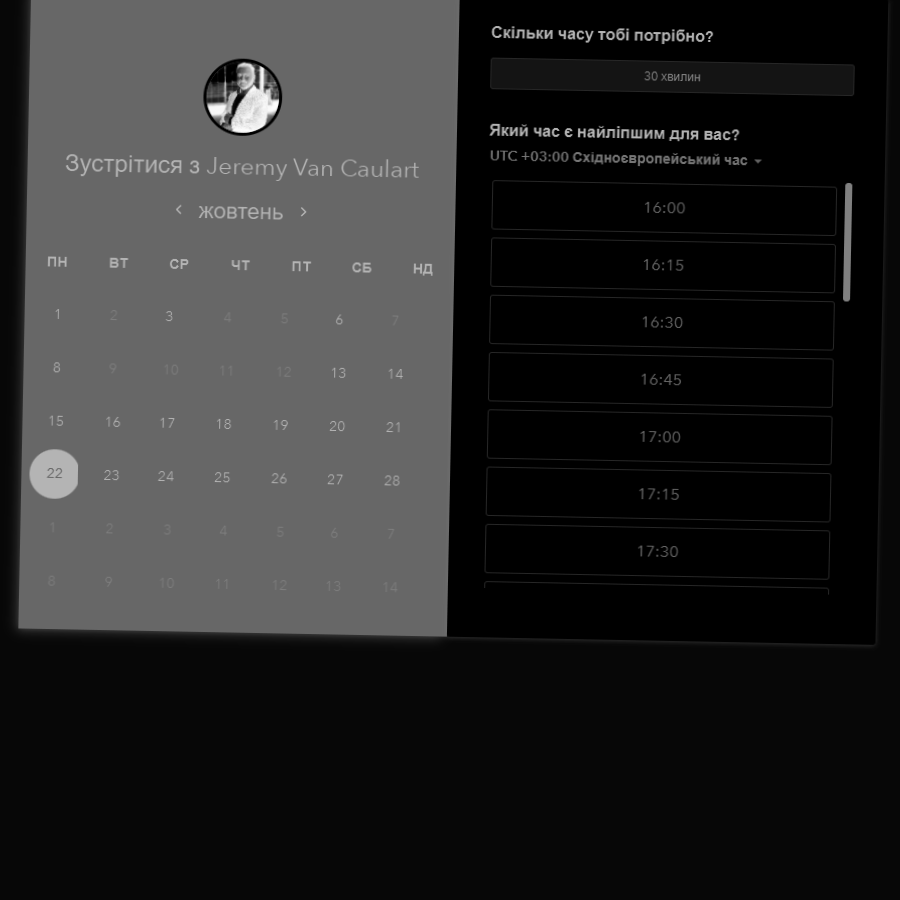 Зустрітися з Jeremy Van Caulart
‹ жовтень ›
ПН ВТ СР ЧТ ПТ СБ НД
1 2 3 4 5 6 7
8 9 10 11 12 13 14
15 16 17 18 19 20 21
22 23 24 25 26 27 28
1 2 3 4 5 6 7
8 9 10 11 12 13 14
Скільки часу тобі потрібно?
30 хвилин
Який час є найліпшим для вас?
UTC +03:00 Східноєвропейський час
16:00
16:15
16:30
16:45
17:00
17:15
17:30